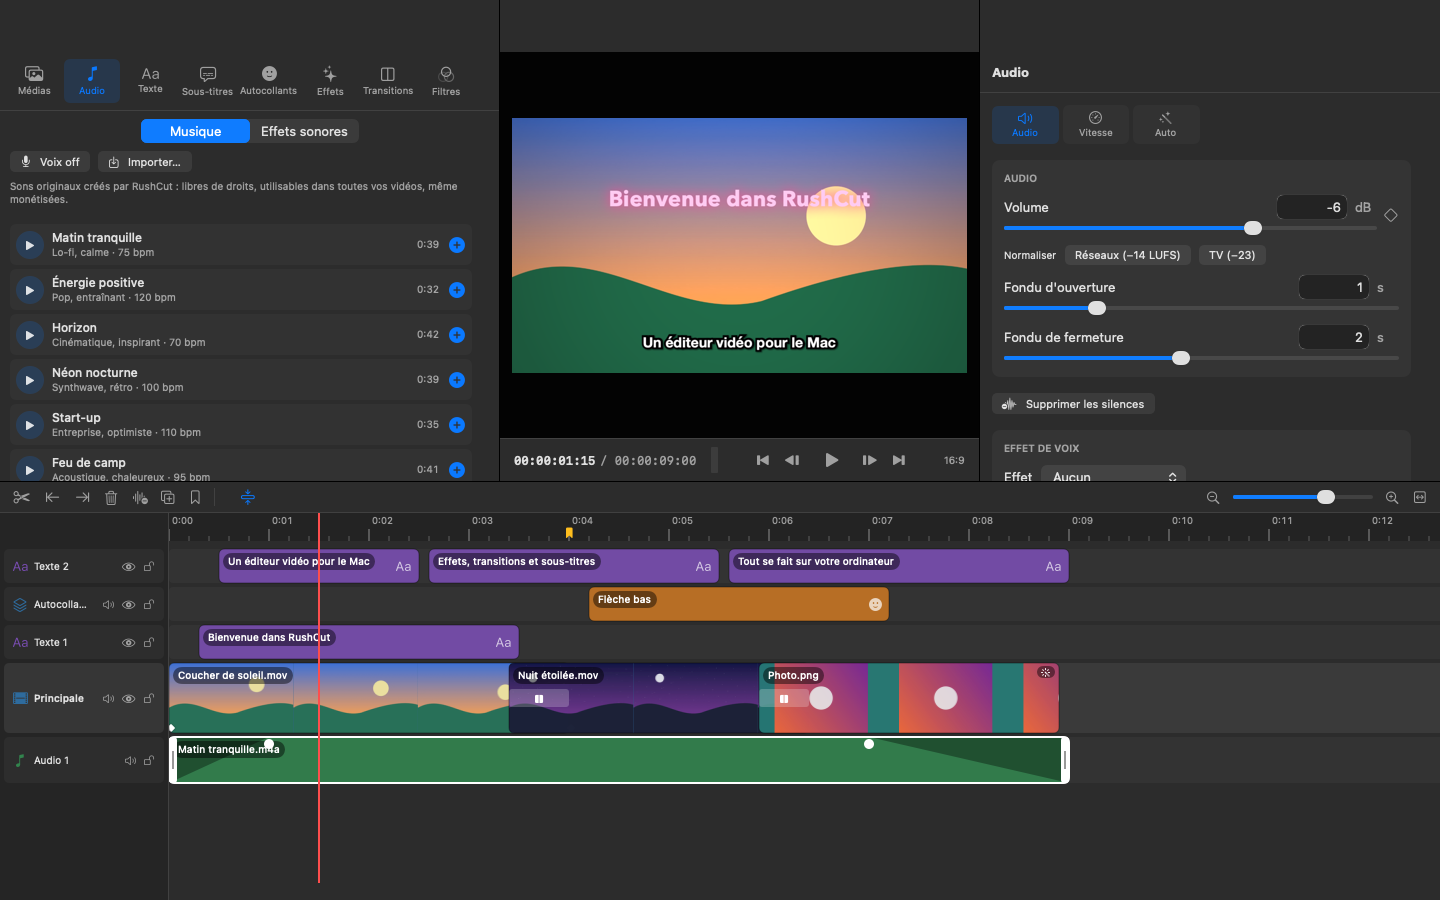 Médias
Audio
Texte
Sous-titres
Autocollants
Effets
Transitions
Filtres
Musique
Effets sonores
Voix off
Importer...
Sons originaux créés par RushCut : libres de droits, utilisables dans toutes vos vidéos, même
monétisées.
Matin tranquille
Lo-fi, calme · 75 bpm
0:39
Énergie positive
Pop, entraînant · 120 bpm
0:32
Horizon
Cinématique, inspirant · 70 bpm
0:42
Néon nocturne
Synthwave, rétro · 100 bpm
0:39
Start-up
Entreprise, optimiste · 110 bpm
0:35
Feu de camp
Acoustique, chaleureux · 95 bpm
0:41
Bienvenue dans RushCut
Un éditeur vidéo pour le Mac
00:00:01:15 / 00:00:09:00
16:9
Audio
Audio
Vitesse
Auto
AUDIO
Volume
-6 dB
Normaliser
Réseaux (−14 LUFS)
TV (−23)
Fondu d'ouverture
1 s
Fondu de fermeture
2 s
Supprimer les silences
EFFET DE VOIX
Effet
Aucun
0:00 0:01 0:02 0:03 0:04 0:05 0:06 0:07 0:08 0:09 0:10 0:11 0:12
Aa Texte 2
Un éditeur vidéo pour le Mac Aa
Effets, transitions et sous-titres Aa
Tout se fait sur votre ordinateur Aa
Autocolla...
Flèche bas
Aa Texte 1
Bienvenue dans RushCut Aa
Principale
Coucher de soleil.mov
Nuit étoilée.mov
Photo.png
Audio 1
Matin tranquille.m4a